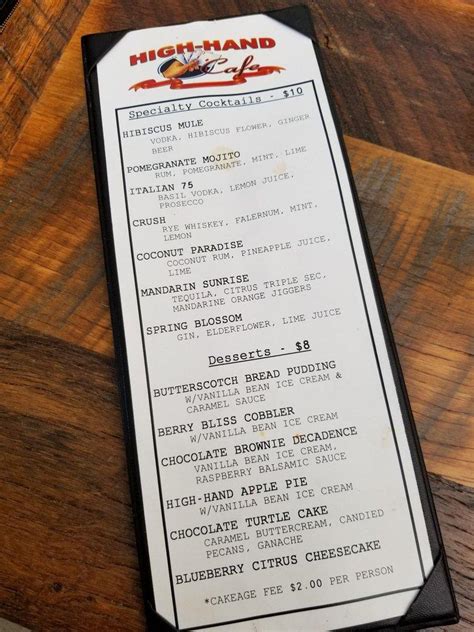 HIGH-HAND
Cafe
Specialty Cocktails - $10
HIBISCUS MULE
VODKA, HIBISCUS FLOWER, GINGER
BEER
POMEGRANATE MOJITO
RUM, POMEGRANATE, MINT, LIME
ITALIAN 75
BASIL VODKA, LEMON JUICE,
PROSECCO
CRUSH
RYE WHISKEY, FALERNUM, MINT,
LEMON
COCONUT PARADISE
COCONUT RUM, PINEAPPLE JUICE,
LIME
MANDARIN SUNRISE
TEQUILA, CITRUS TRIPLE SEC,
MANDARINE ORANGE JIGGERS
SPRING BLOSSOM
GIN, ELDERFLOWER, LIME JUICE
Desserts - $8
BUTTERSCOTCH BREAD PUDDING
W/VANILLA BEAN ICE CREAM &
CARAMEL SAUCE
BERRY BLISS COBBLER
W/VANILLA BEAN ICE CREAM
CHOCOLATE BROWNIE DECADENCE
VANILLA BEAN ICE CREAM,
RASPBERRY BALSAMIC SAUCE
HIGH-HAND APPLE PIE
W/VANILLA BEAN ICE CREAM
CHOCOLATE TURTLE CAKE
CARAMEL BUTTERCREAM, CANDIED
PECANS, GANACHE
BLUEBERRY CITRUS CHEESECAKE
*CAKEAGE FEE $2.00 PER PERSON